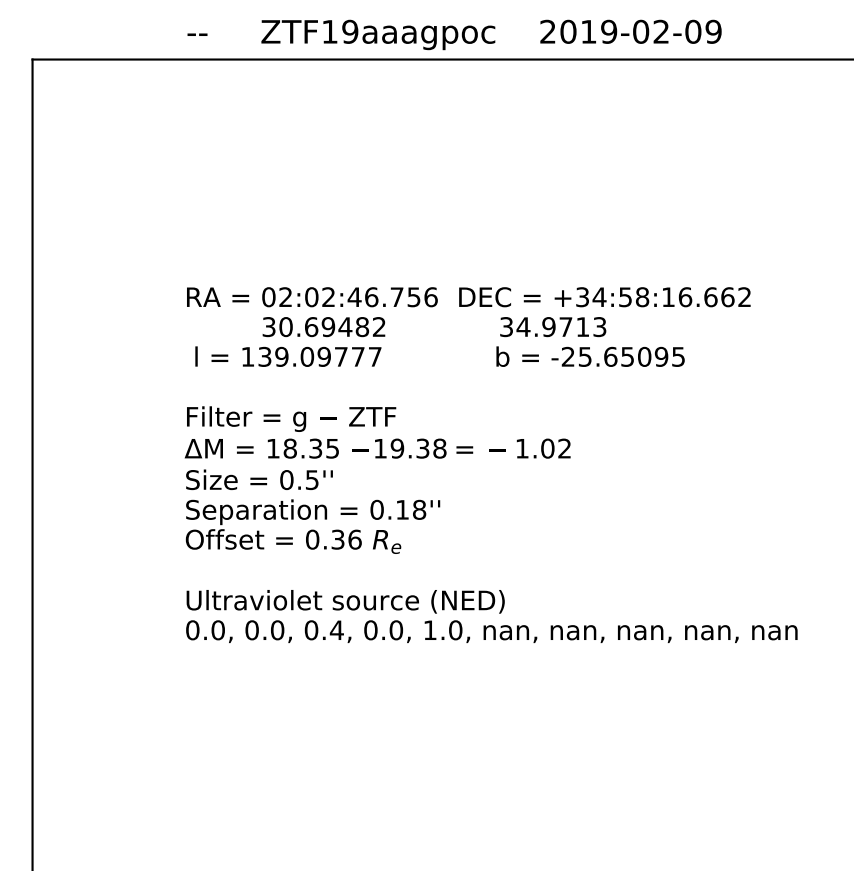 -- ZTF19aaagpoc 2019-02-09
RA = 02:02:46.756 DEC = +34:58:16.662
30.69482 34.9713
l = 139.09777 b = -25.65095
Filter = g − ZTF
ΔM = 18.35 −19.38 = − 1.02
Size = 0.5''
Separation = 0.18''
Offset = 0.36 Rₑ
Ultraviolet source (NED)
0.0, 0.0, 0.4, 0.0, 1.0, nan, nan, nan, nan, nan